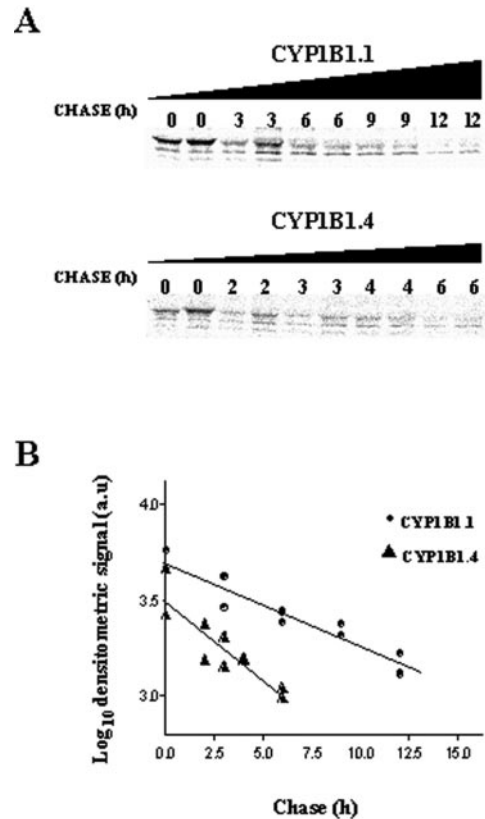 A
CYP1B1.1
CHASE (h)
0 0 3 3 6 6 9 9 12 12
CYP1B1.4
CHASE (h)
0 0 2 2 3 3 4 4 6 6
B
Log10 densitometric signal (a.u)
4.0
3.5
3.0
CYP1B1.1
CYP1B1.4
0.0 2.5 5.0 7.5 10.0 12.5 15.0
Chase (h)